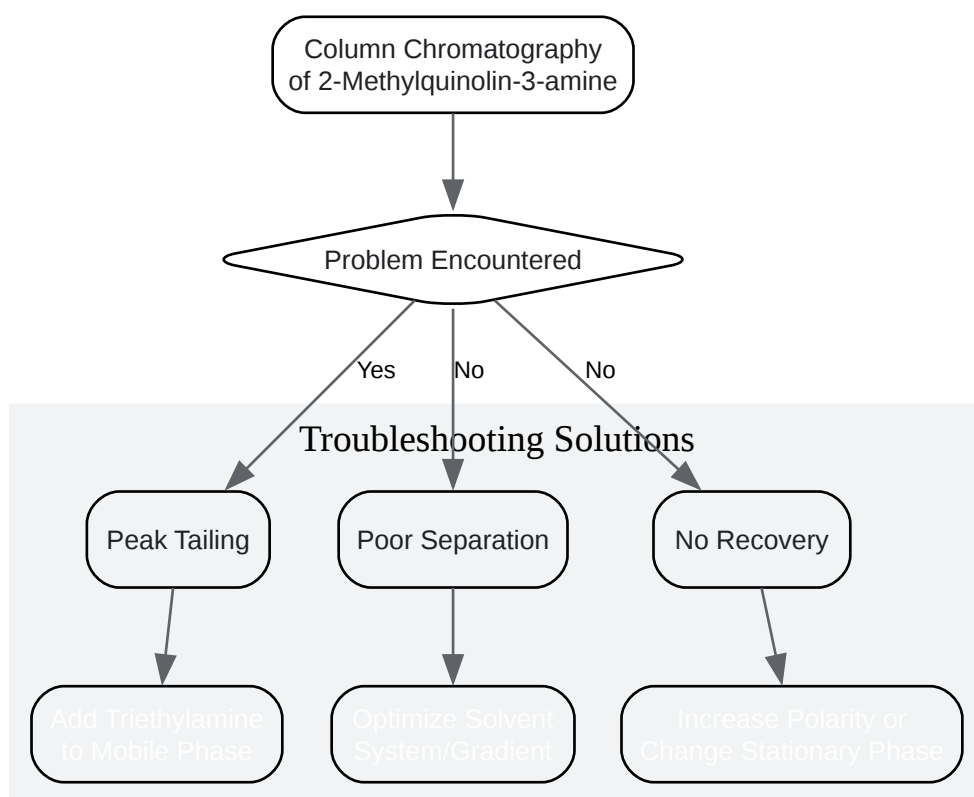 Column Chromatography
of 2-Methylquinolin-3-amine
Problem Encountered
Yes
No
No
Troubleshooting Solutions
Peak Tailing
Poor Separation
No Recovery
Add Triethylamine
to Mobile Phase
Optimize Solvent
System/Gradient
Increase Polarity or
Change Stationary Phase